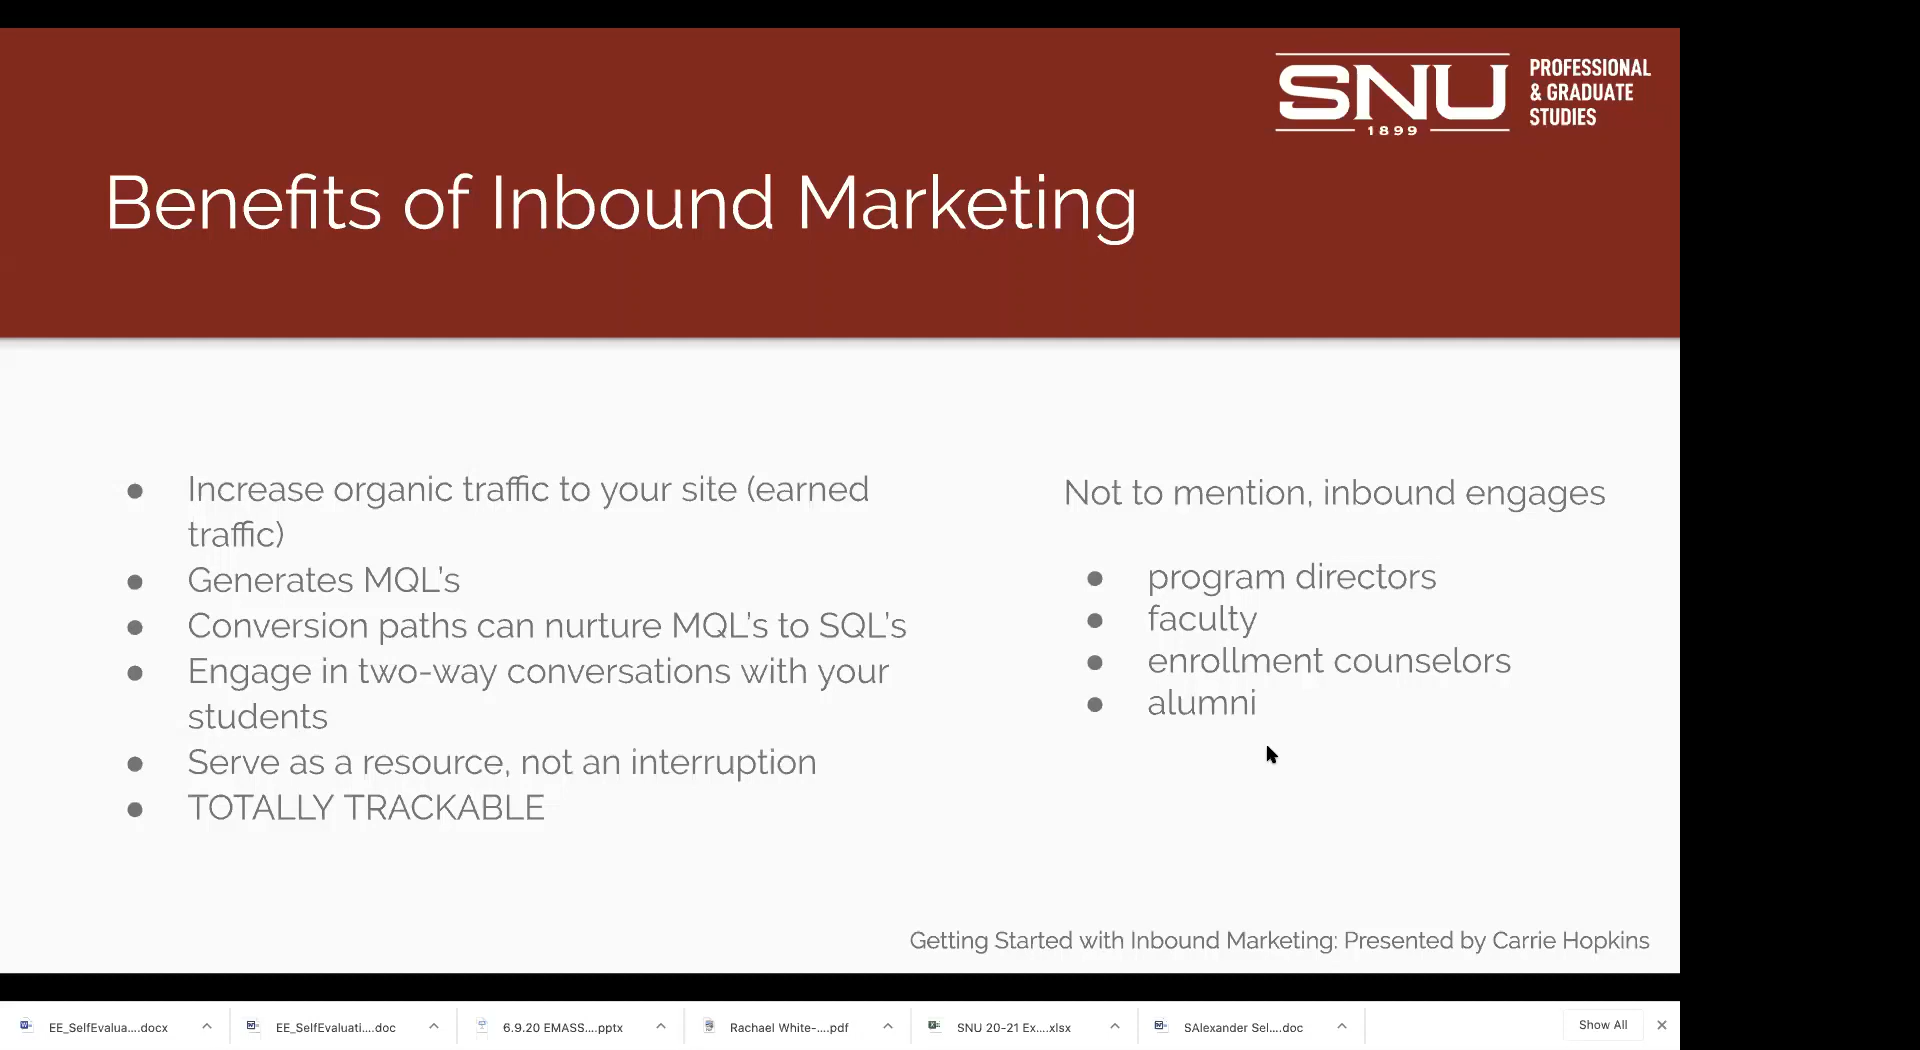 SNU
1899
PROFESSIONAL
& GRADUATE
STUDIES
Benefits of Inbound Marketing
● Increase organic traffic to your site (earned
traffic)
● Generates MQL’s
● Conversion paths can nurture MQL’s to SQL’s
● Engage in two-way conversations with your
students
● Serve as a resource, not an interruption
● TOTALLY TRACKABLE
Not to mention, inbound engages
● program directors
● faculty
● enrollment counselors
● alumni
Getting Started with Inbound Marketing: Presented by Carrie Hopkins
EE_SelfEvalua....docx
EE_SelfEvaluati....doc
6.9.20 EMASS....pptx
Rachael White-....pdf
SNU 20-21 Ex....xlsx
SAlexander Sel....doc
Show All